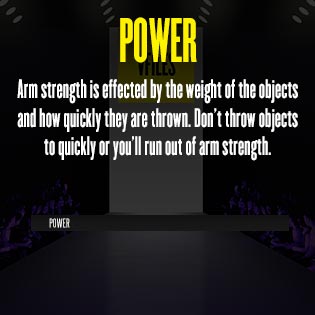 POWER
VFILES
Arm strength is effected by the weight of the objects
and how quickly they are thrown. Don't throw objects
to quickly or you'll run out of arm strength.
POWER